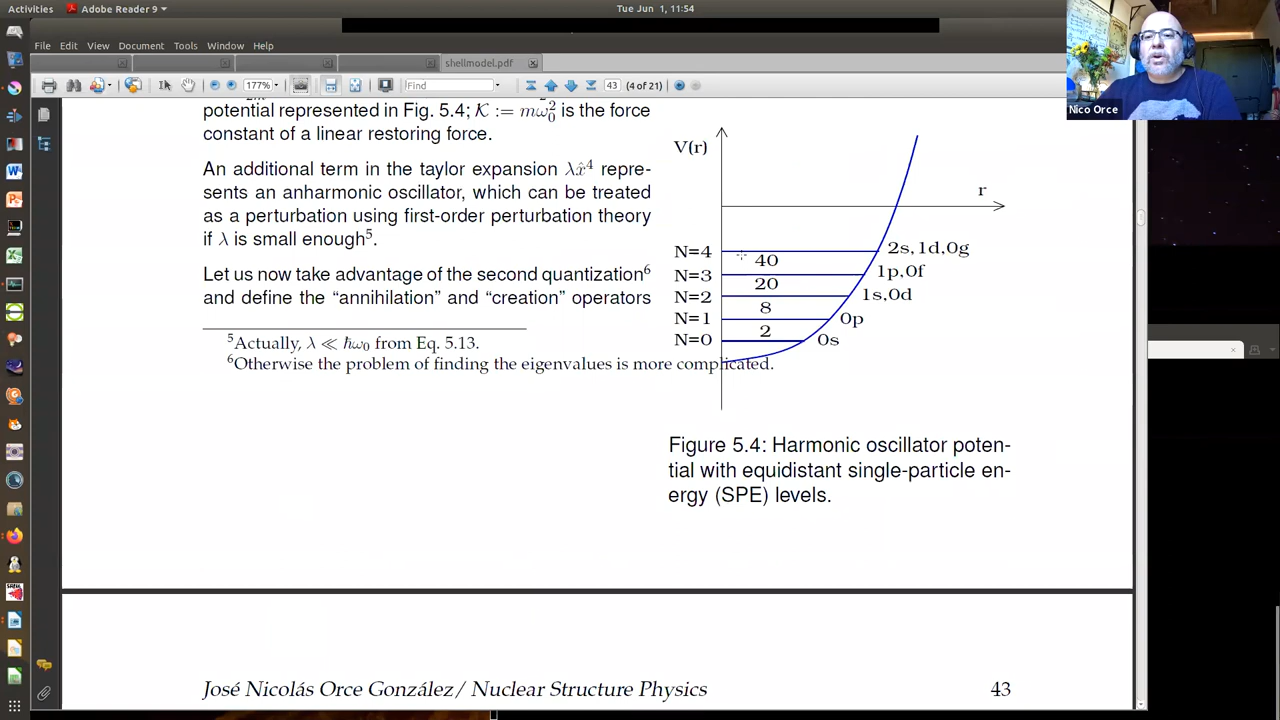 Activities
Adobe Reader 9
Tue Jun 1, 11:54
File Edit View Document Tools Window Help
shellmodel.pdf
177%
Find
43 (4 of 21)
Nico Orce
potential represented in Fig. 5.4; 𝒦 := mω₀² is the force
constant of a linear restoring force.
An additional term in the taylor expansion λx̂⁴ repre-
sents an anharmonic oscillator, which can be treated
as a perturbation using first-order perturbation theory
if λ is small enough⁵.
Let us now take advantage of the second quantization⁶
and define the “annihilation” and “creation” operators
⁵Actually, λ ≪ ħω₀ from Eq. 5.13.
⁶Otherwise the problem of finding the eigenvalues is more complicated.
V(r)
r
N=4 2s,1d,0g
40
N=3 1p,0f
20
N=2 1s,0d
8
N=1 0p
2
N=0 0s
Figure 5.4: Harmonic oscillator poten-
tial with equidistant single-particle en-
ergy (SPE) levels.
José Nicolás Orce González/ Nuclear Structure Physics 43